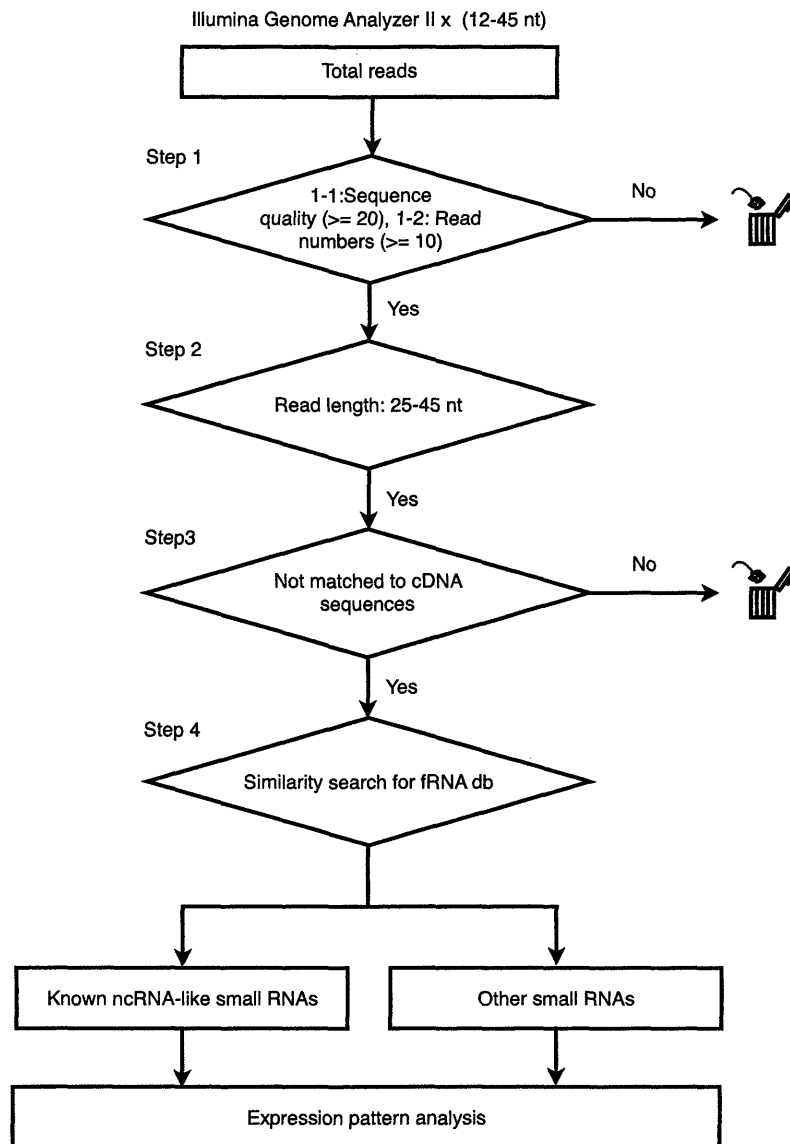 Illumina Genome Analyzer II x (12-45 nt)
Total reads
Step 1
1-1:Sequence
quality (>= 20), 1-2: Read
numbers (>= 10)
No
Yes
Step 2
Read length: 25-45 nt
Yes
Step3
Not matched to cDNA
sequences
No
Yes
Step 4
Similarity search for fRNA db
Known ncRNA-like small RNAs
Other small RNAs
Expression pattern analysis